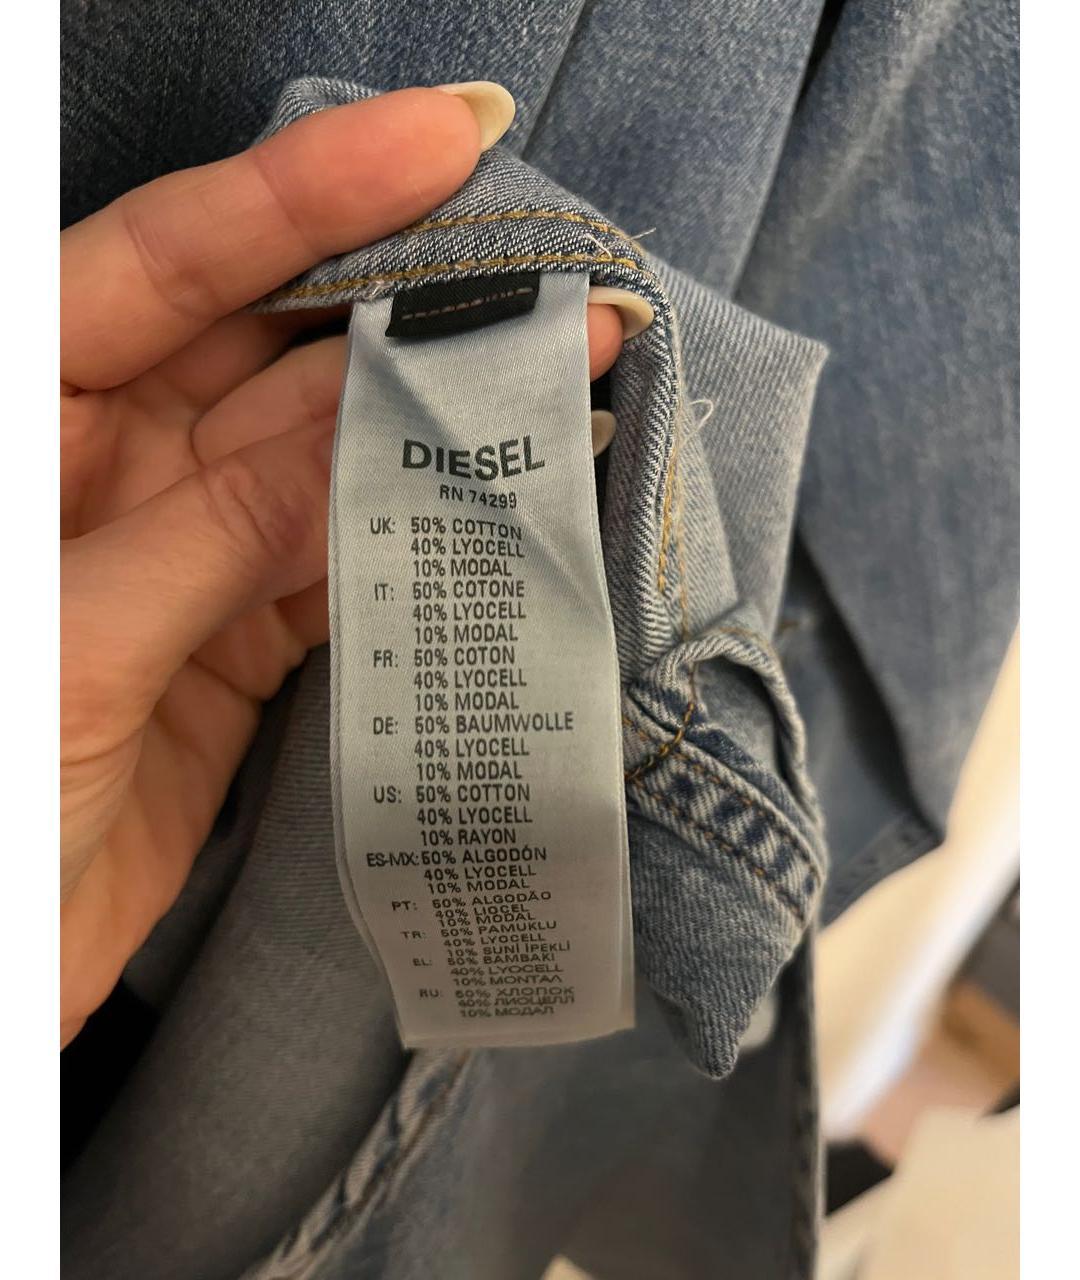 DIESEL
RN 74299
UK: 50% COTTON
40% LYOCELL
10% MODAL
IT: 50% COTONE
40% LYOCELL
10% MODAL
FR: 50% COTON
40% LYOCELL
10% MODAL
DE: 50% BAUMWOLLE
40% LYOCELL
10% MODAL
US: 50% COTTON
40% LYOCELL
10% RAYON
ES-MX: 50% ALGODÓN
40% LYOCELL
10% MODAL
PT: 50% ALGODÃO
40% LIOCEL
10% MODAL
TR: 50% PAMUKLU
40% LYOCELL
10% SUNİ İPEKLİ
EL: 50% ΒΑΜΒΑΚΙ
40% LYOCELL
10% ΜΟΝΤΑΛ
RU: 50% ХЛОПОК
40% ЛИОЦЕЛЛ
10% МОДАЛ